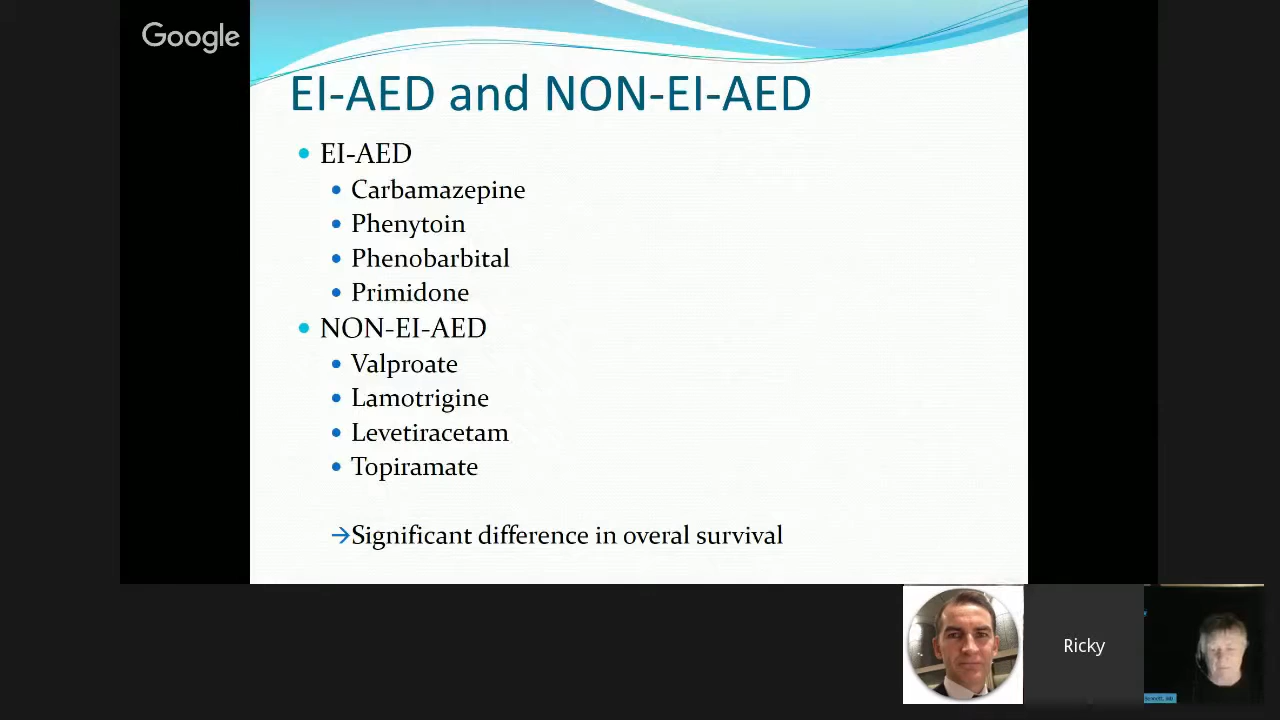 Google
EI-AED and NON-EI-AED
EI-AED
Carbamazepine
Phenytoin
Phenobarbital
Primidone
NON-EI-AED
Valproate
Lamotrigine
Levetiracetam
Topiramate
→Significant difference in overal survival
Ricky